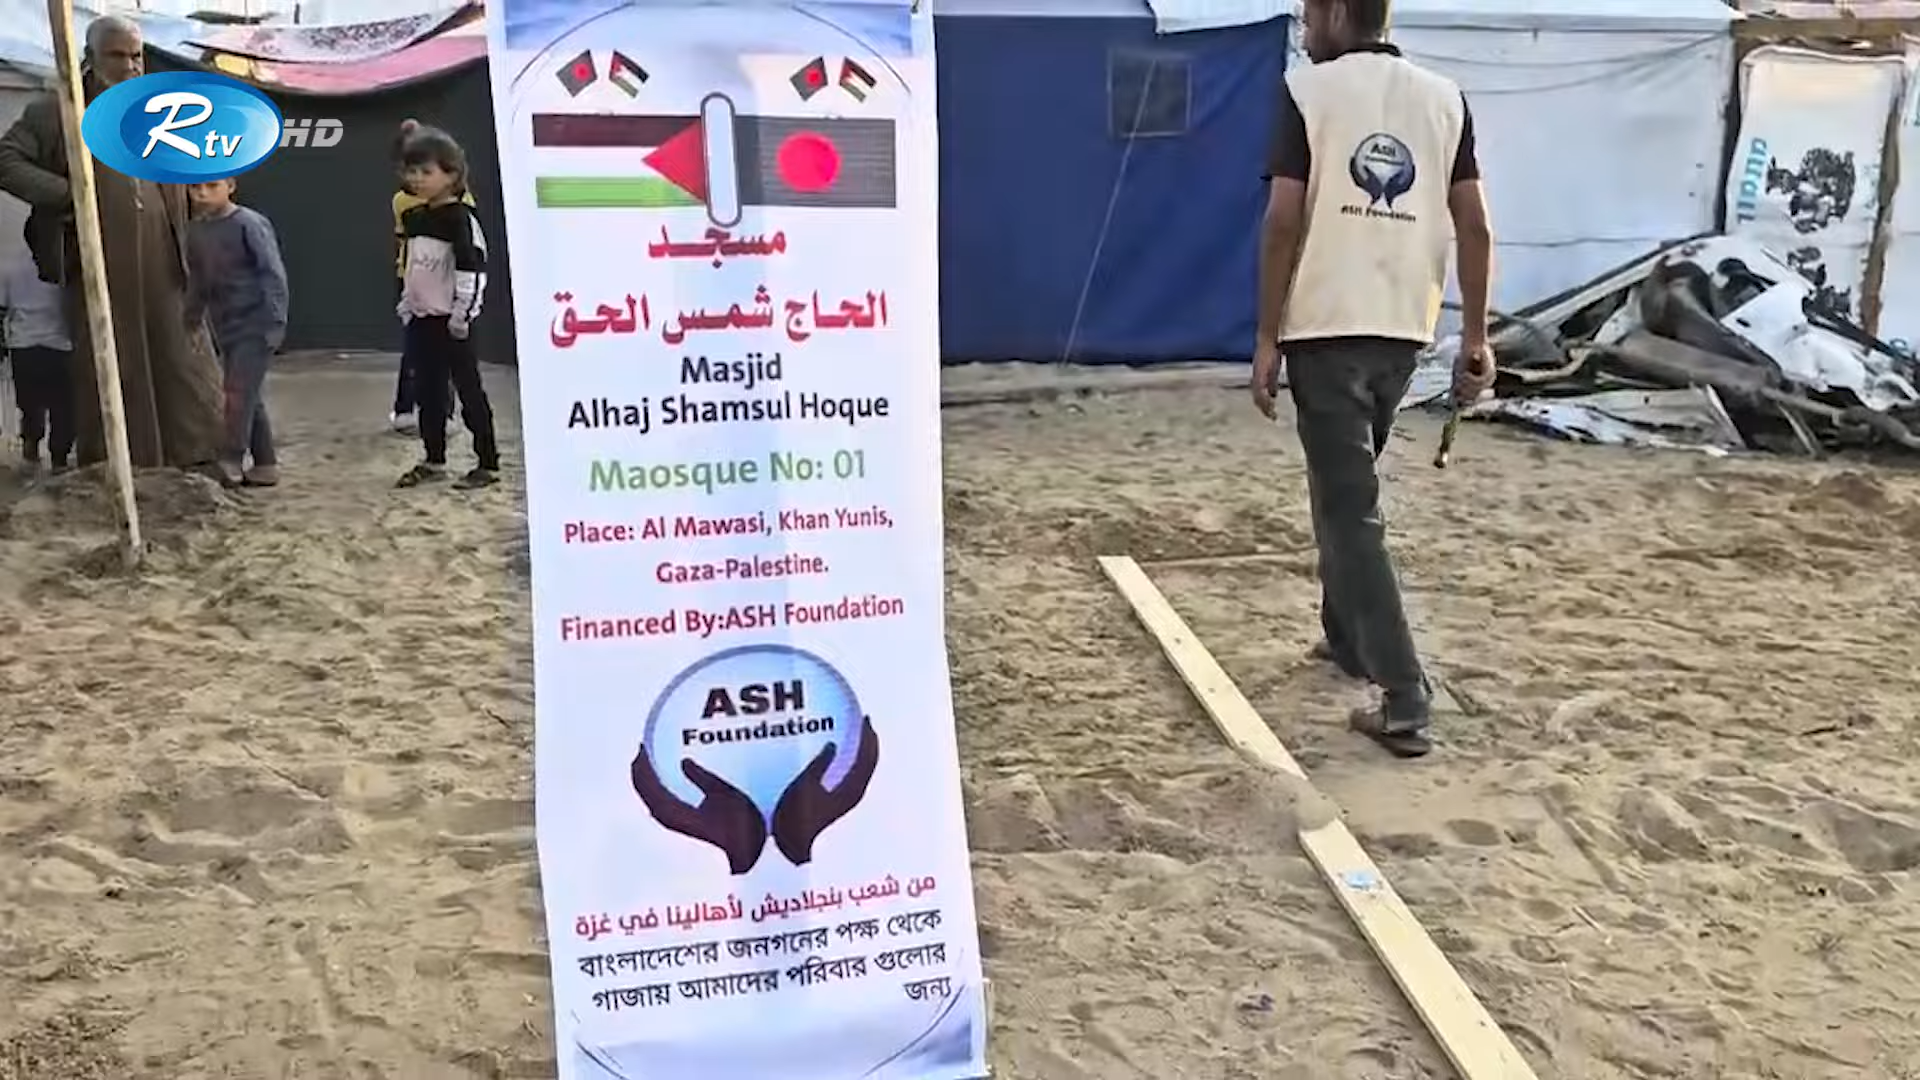 Rtv HD
مسجد
الحاج شمس الحق
Masjid
Alhaj Shamsul Hoque
Maosque No: 01
Place: Al Mawasi, Khan Yunis,
Gaza-Palestine.
Financed By:ASH Foundation
ASH
Foundation
من شعب بنجلاديش لأهالينا في غزة
বাংলাদেশের জনগনের পক্ষ থেকে
গাজায় আমাদের পরিবার গুলোর
জন্য
ASH
Foundation
ASH Foundation